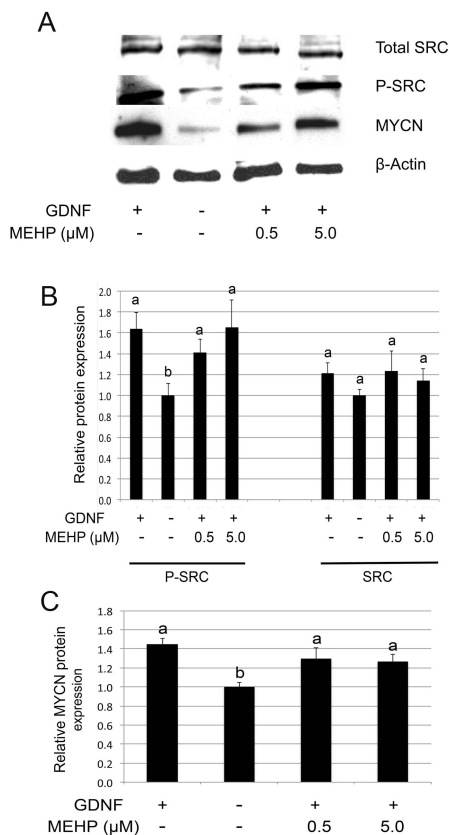 A
Total SRC
P-SRC
MYCN
β-Actin
GDNF + - + +
MEHP (μM) - - 0.5 5.0
B
Relative protein expression
2.0
1.8
1.6
1.4
1.2
1.0
0.8
0.6
0.4
0.2
0.0
a b a a a a a a
GDNF + - + + + - + +
MEHP (μM) - - 0.5 5.0 - - 0.5 5.0
P-SRC SRC
C
Relative MYCN protein
expression
1.8
1.6
1.4
1.2
1.0
0.8
0.6
0.4
0.2
0.0
a b a a
GDNF + - + +
MEHP (μM) - - 0.5 5.0